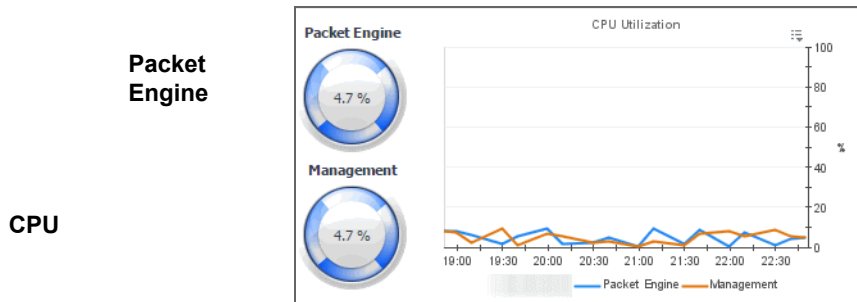 Packet Engine
CPU Utilization
100
Packet
Engine
80
4.7 %
60
%
Management
40
CPU
4.7 %
20
0
19:00 19:30 20:00 20:30 21:00 21:30 22:00 22:30
Packet Engine Management